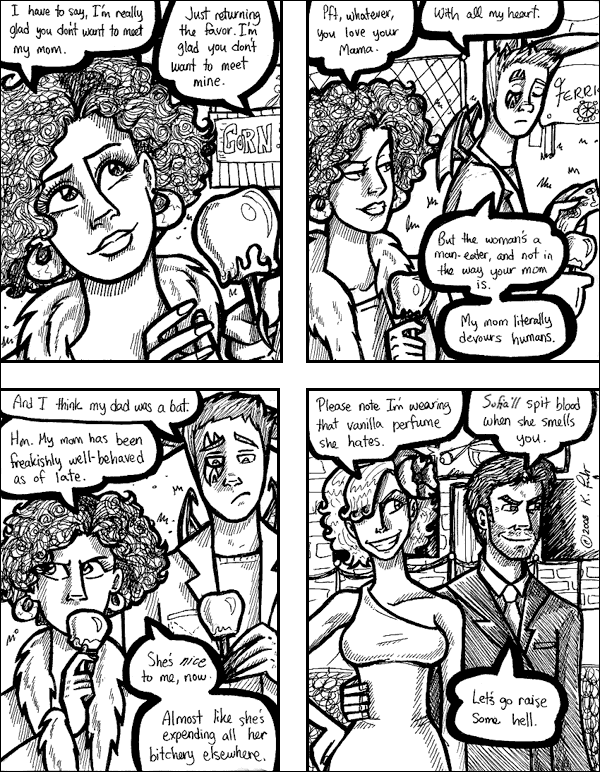 I have to say, I'm really
glad you don't want to meet
my mom.
Just returning
the favor. I'm
glad you don't
want to meet
mine.
CORN
Pft, whatever,
you love your
Mama.
With all my heart.
FERRI
But the woman's a
man-eater, and not in
the way your mom
is.
My mom literally
devours humans.
And I think my dad was a bat.
Hm. My mom has been
freakishly well-behaved
as of late.
She's nice
to me, now.
Almost like she's
expending all her
bitchery elsewhere.
Please note I'm wearing
that vanilla perfume
she hates.
Sofia'll spit blood
when she smells
you.
Let's go raise
some hell.
©2008 K.